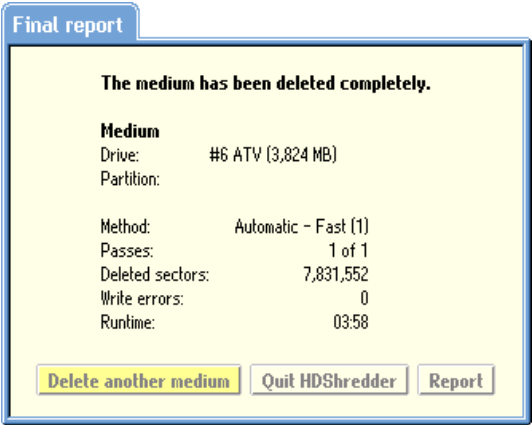 Final report
The medium has been deleted completely.
Medium
Drive: #6 ATV (3,824 MB)
Partition:
Method: Automatic - Fast (1)
Passes: 1 of 1
Deleted sectors: 7,831,552
Write errors: 0
Runtime: 03:58
Delete another medium Quit HDShredder Report